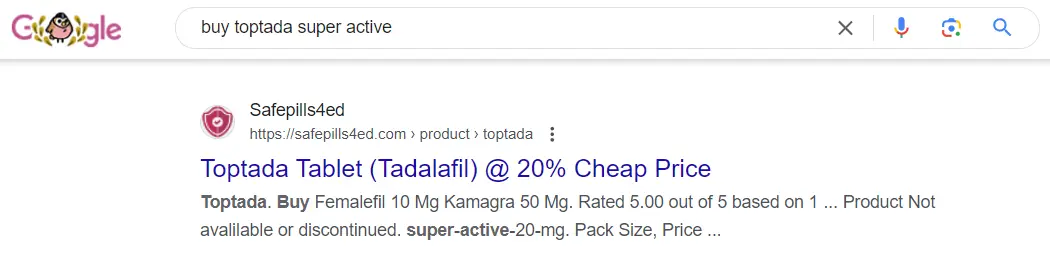 Google
buy toptada super active
Safepills4ed
https://safepills4ed.com › product › toptada
Toptada Tablet (Tadalafil) @ 20% Cheap Price
Toptada. Buy Femalefil 10 Mg Kamagra 50 Mg. Rated 5.00 out of 5 based on 1 ... Product Not
avalilable or discontinued. super-active-20-mg. Pack Size, Price ...